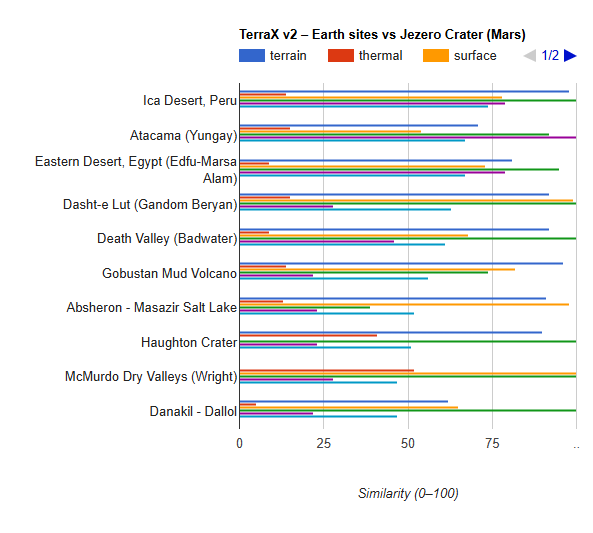 TerraX v2 – Earth sites vs Jezero Crater (Mars)
terrain
thermal
surface
1/2
Ica Desert, Peru
Atacama (Yungay)
Eastern Desert, Egypt (Edfu-Marsa
Alam)
Dasht-e Lut (Gandom Beryan)
Death Valley (Badwater)
Gobustan Mud Volcano
Absheron - Masazir Salt Lake
Haughton Crater
McMurdo Dry Valleys (Wright)
Danakil - Dallol
0 25 50 75 ..
Similarity (0–100)